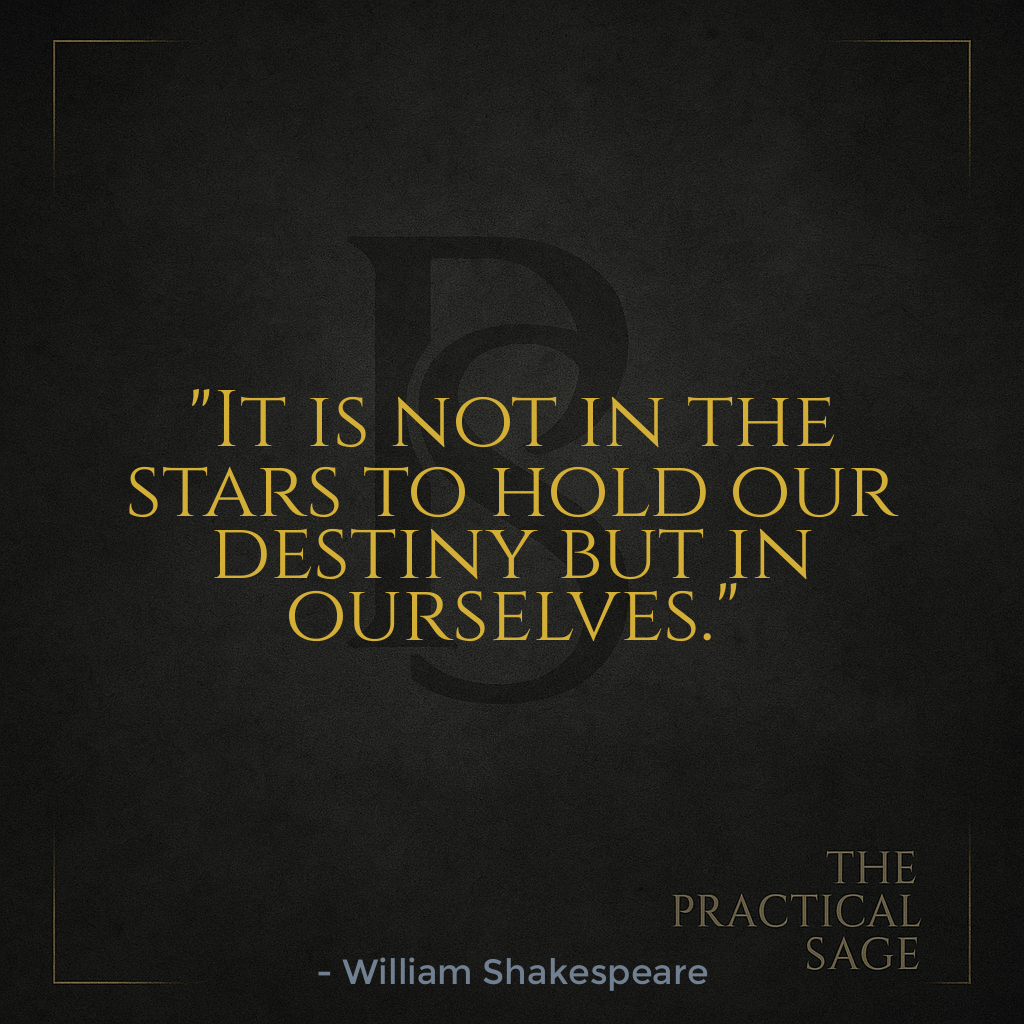 "It is not in the
stars to hold our
destiny but in
ourselves."
THE
PRACTICAL
SAGE
- William Shakespeare